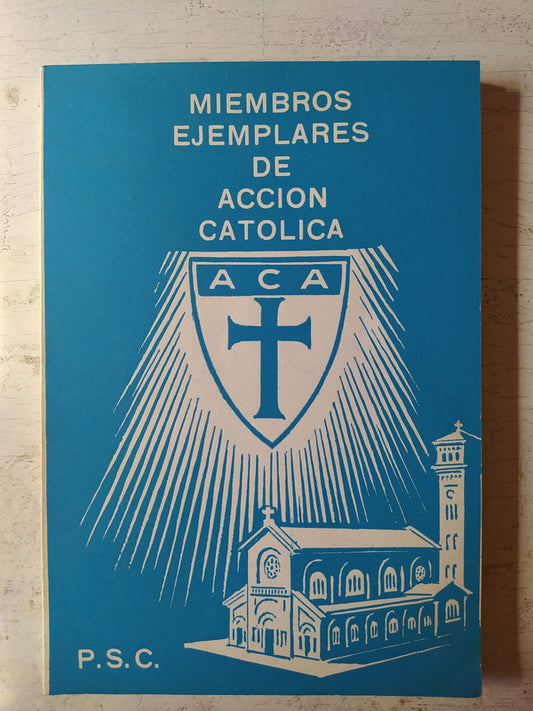 MIEMBROS
EJEMPLARES
DE
ACCION
CATOLICA
ACA
P.S.C.